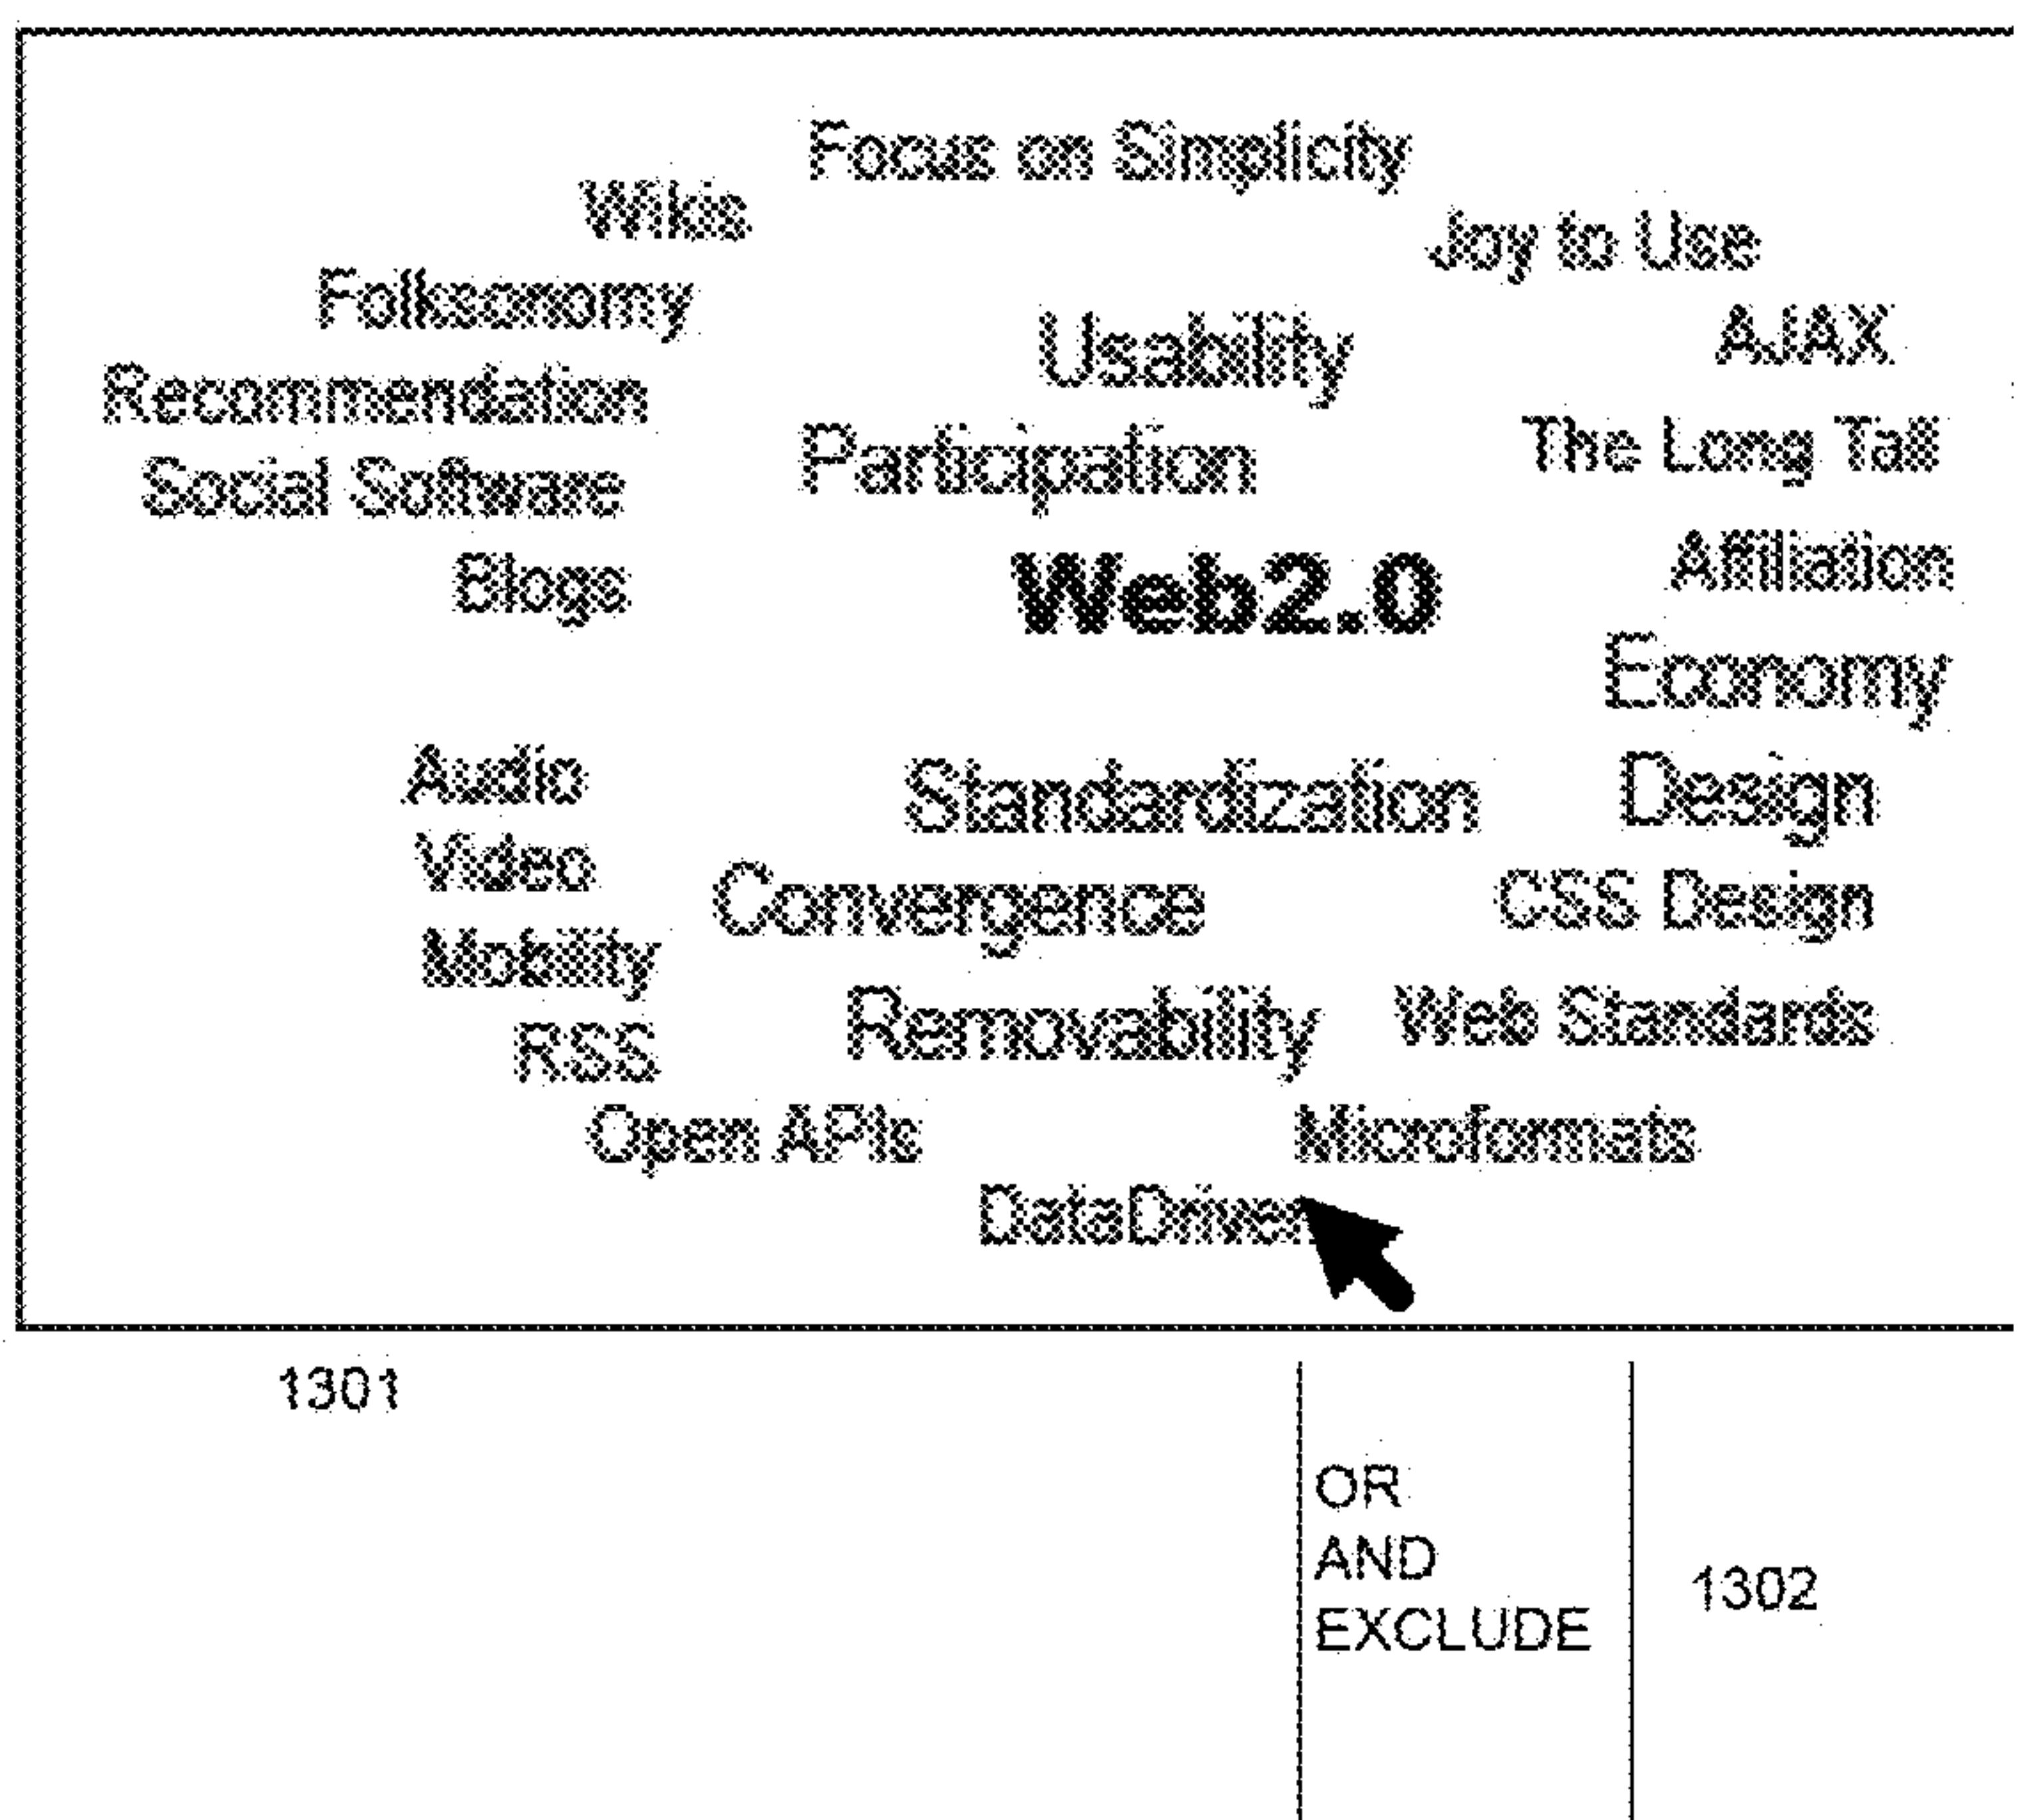 Focus on Simplicity
Wikis
Joy to Use
Folksonomy
Usability
AJAX
Recommendation
Participation
The Long Tail
Social Software
Blogs
Web2.0
Affiliation
Economy
Audio
Standardization
Design
Video
Convergence
CSS Design
Mobility
Removability
Web Standards
RSS
Open APIs
Microformats
DataDriven
1301
OR
AND
1302
EXCLUDE